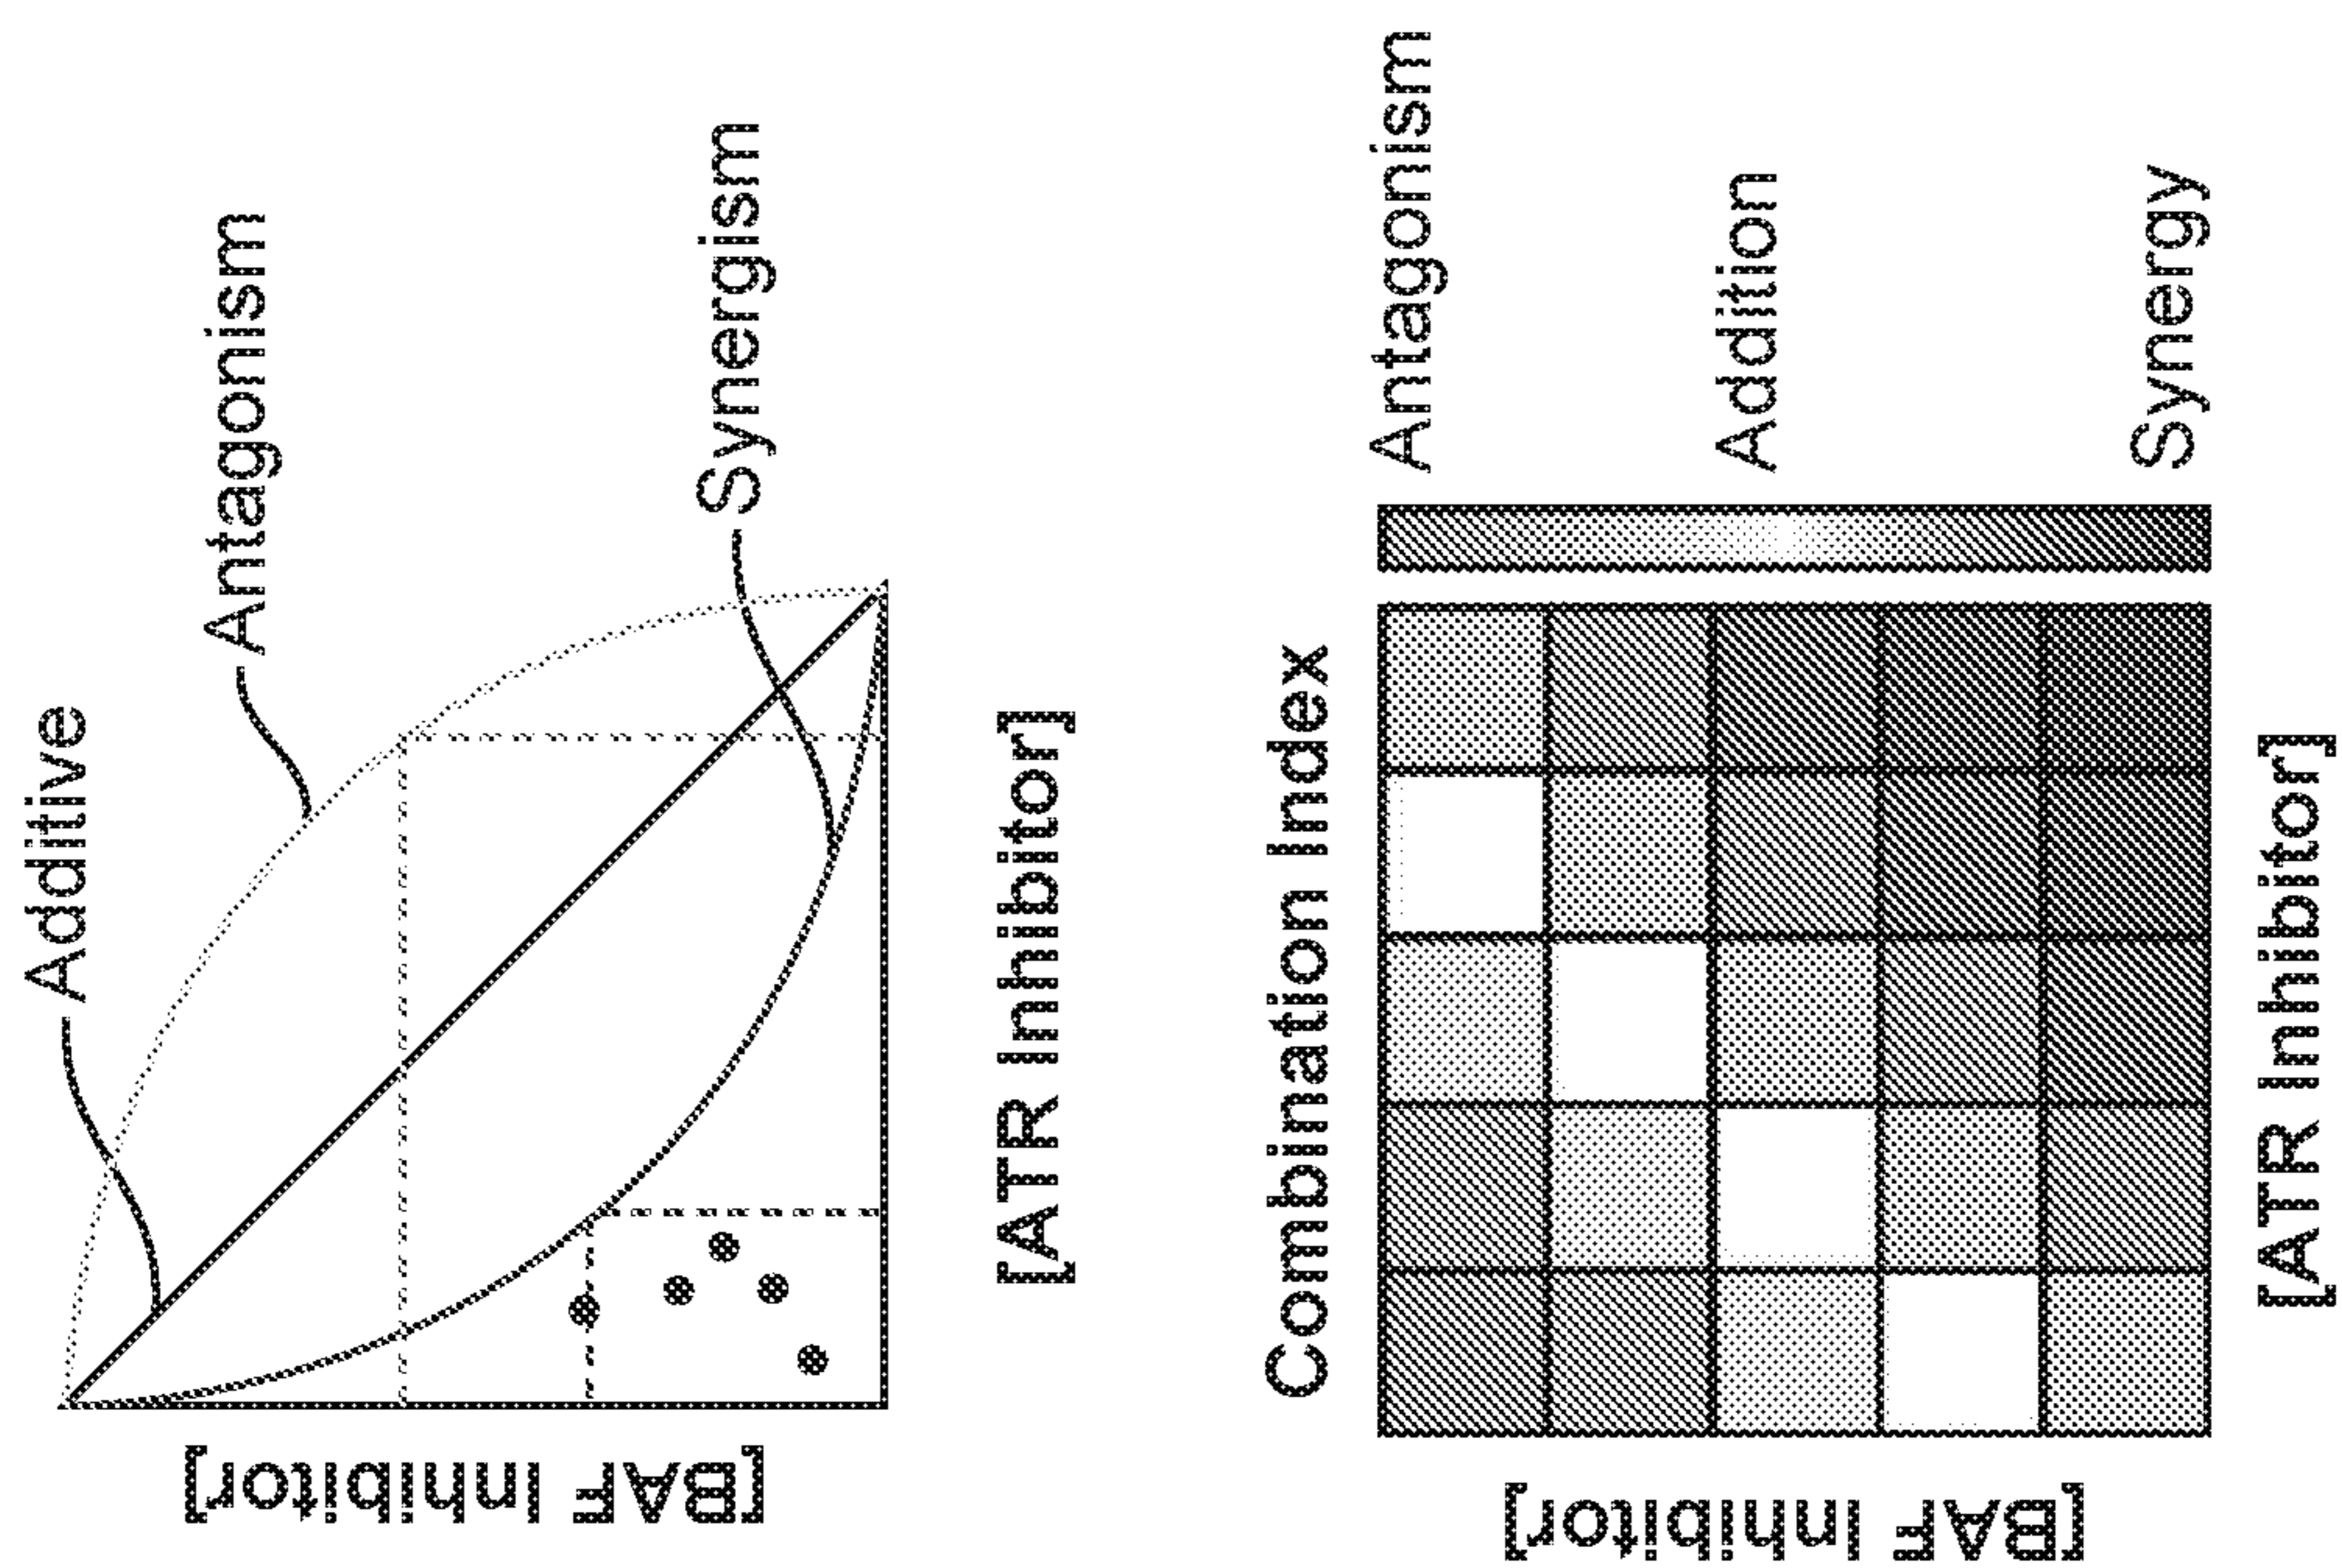 Additive
Antagonism
Synergism
[BAF Inhibitor]
[ATR Inhibitor]
Combination Index
Antagonism
Addition
Synergy
[BAF Inhibitor]
[ATR Inhibitor]